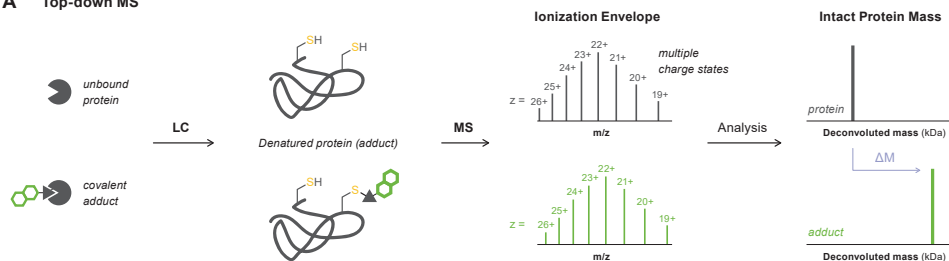 A Top-down MS
unbound
protein
covalent
adduct
LC
SH
SH
Denatured protein (adduct)
SH
S
MS
Ionization Envelope
multiple
charge states
z = 26+ 25+ 24+ 23+ 22+ 21+ 20+ 19+
m/z
z = 26+ 25+ 24+ 23+ 22+ 21+ 20+ 19+
m/z
Analysis
Intact Protein Mass
protein
Deconvoluted mass (kDa)
ΔM
adduct
Deconvoluted mass (kDa)